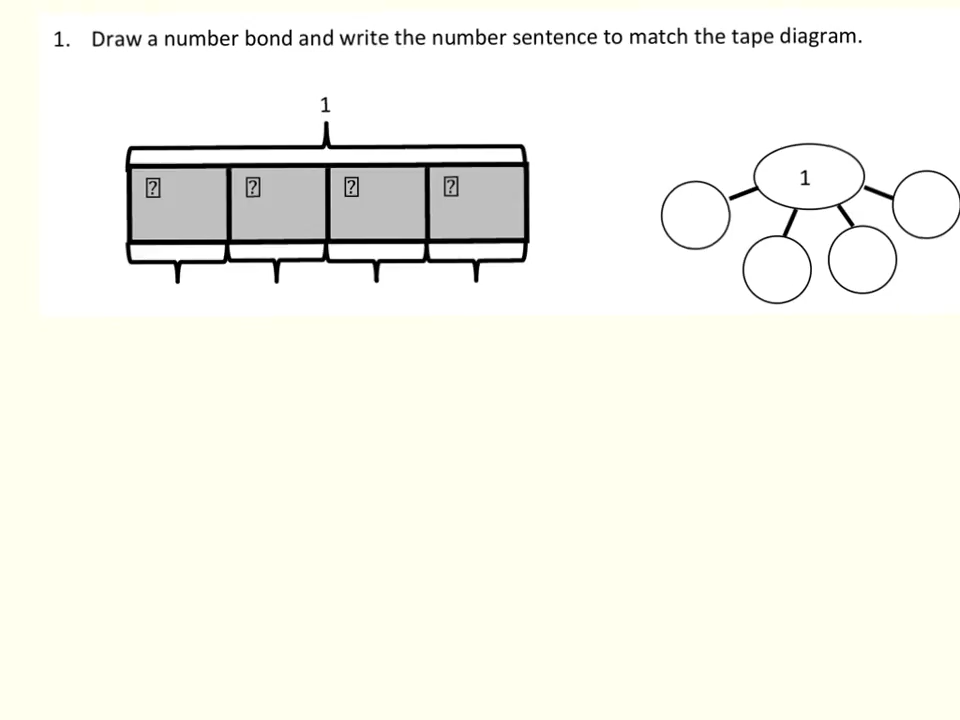 1. Draw a number bond and write the number sentence to match the tape diagram.
1
1
? ? ? ?